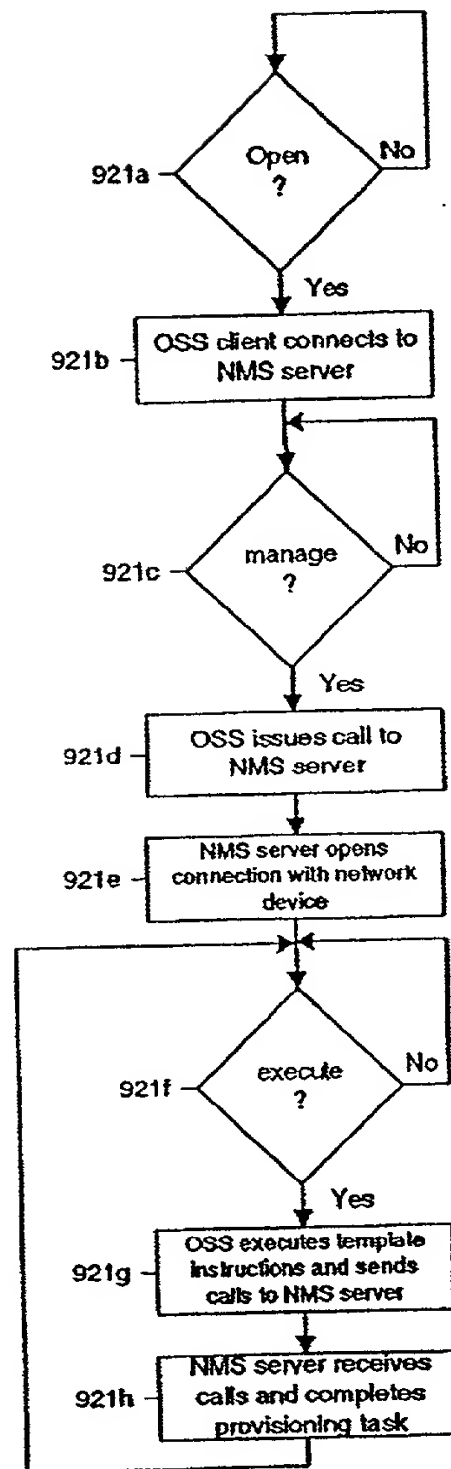 Open
?
No
921a
Yes
OSS client connects to
NMS server
921b
manage
?
No
921c
Yes
OSS issues call to
NMS server
921d
NMS server opens
connection with network
device
921e
execute
?
No
921f
Yes
OSS executes template
instructions and sends
calls to NMS server
921g
NMS server receives
calls and completes
provisioning task
921h